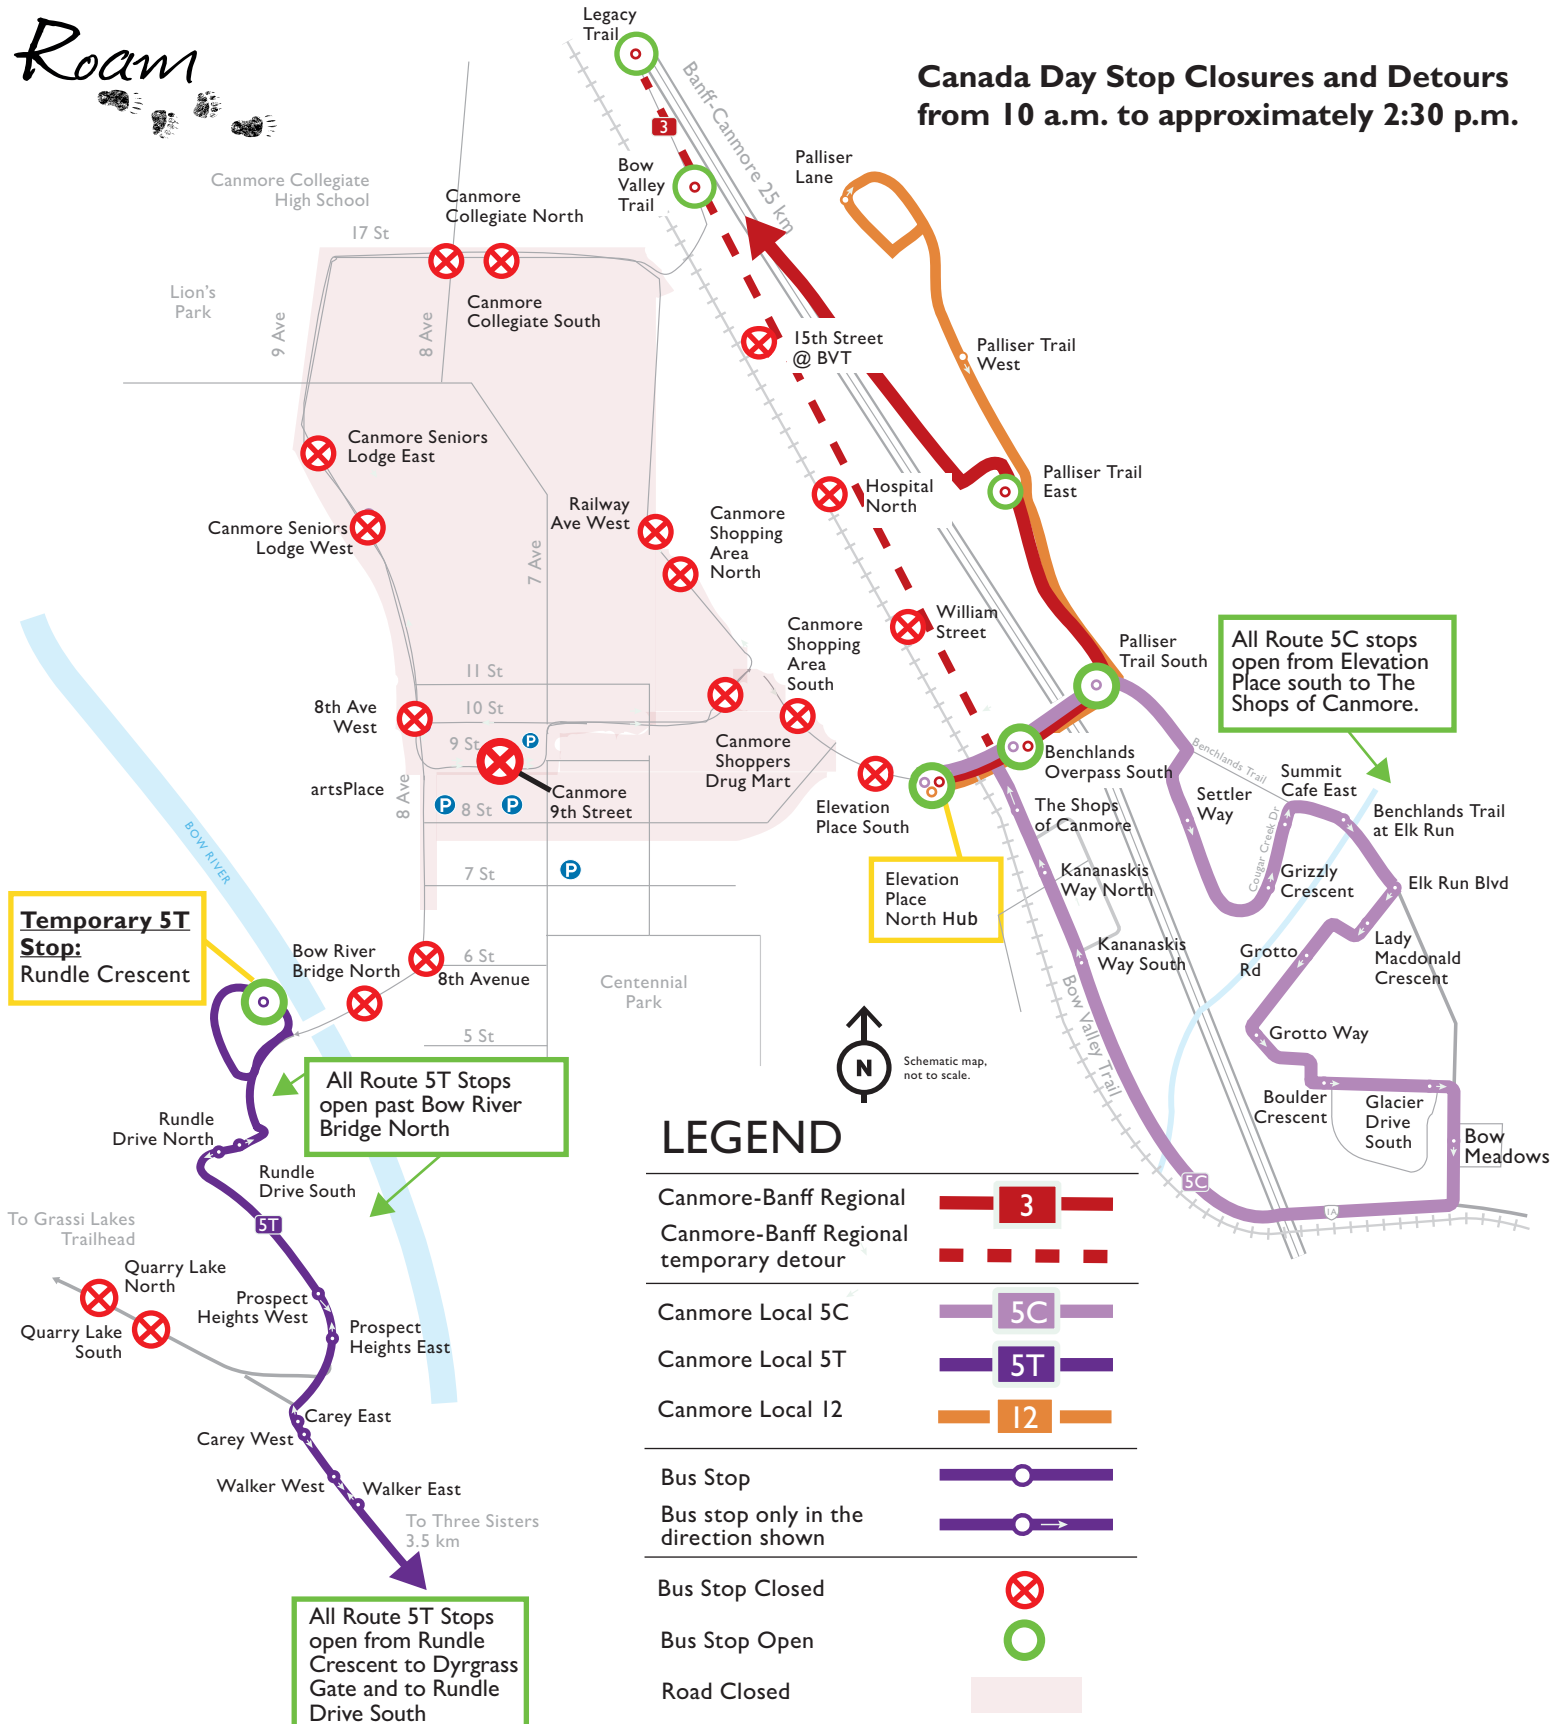 Roam
Canada Day Stop Closures and Detours
from 10 a.m. to approximately 2:30 p.m.
Legacy
Trail
3
Banff-Canmore 25 km
Bow
Valley
Trail
Palliser
Lane
Canmore Collegiate
High School
Canmore
Collegiate North
17 St
Canmore
Collegiate South
Lion's
Park
9 Ave
8 Ave
15th Street
@ BVT
Palliser Trail
West
Canmore Seniors
Lodge East
Canmore Seniors
Lodge West
Railway
Ave West
7 Ave
Canmore
Shopping
Area
North
Hospital
North
Palliser Trail
East
William
Street
Canmore
Shopping
Area
South
Palliser
Trail South
All Route 5C stops
open from Elevation
Place south to The
Shops of Canmore.
11 St
10 St
9 St
8th Ave
West
P
Canmore
Shoppers
Drug Mart
artsPlace
8 Ave
P
P
8 St
Canmore
9th Street
Elevation
Place South
Benchlands
Overpass South
Benchlands Trail
Summit
Cafe East
Settler
Way
The Shops
of Canmore
Benchlands Trail
at Elk Run
Cougar Creek Dr
Grizzly
Crescent
Elk Run Blvd
BOW RIVER
7 St
P
Elevation
Place
North Hub
Kananaskis
Way North
Kananaskis
Way South
Grotto
Rd
Lady
Macdonald
Crescent
Temporary 5T
Stop:
Rundle Crescent
Bow River
Bridge North
6 St
8th Avenue
Centennial
Park
5 St
Bow Valley Trail
Grotto Way
N
Schematic map,
not to scale.
All Route 5T Stops
open past Bow River
Bridge North
Boulder
Crescent
Glacier
Drive
South
Bow
Meadows
5C
1A
Rundle
Drive North
Rundle
Drive South
5T
To Grassi Lakes
Trailhead
Quarry Lake
North
Quarry Lake
South
Prospect
Heights West
Prospect
Heights East
Carey East
Carey West
Walker West
Walker East
To Three Sisters
3.5 km
All Route 5T Stops
open from Rundle
Crescent to Dyrgrass
Gate and to Rundle
Drive South
LEGEND
Canmore-Banff Regional
3
Canmore-Banff Regional
temporary detour
Canmore Local 5C
5C
Canmore Local 5T
5T
Canmore Local 12
12
Bus Stop
Bus stop only in the
direction shown
Bus Stop Closed
Bus Stop Open
Road Closed